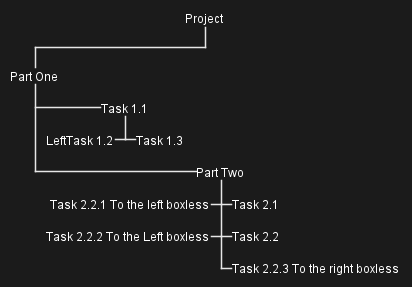 Project
Part One
Task 1.1
LeftTask 1.2 Task 1.3
Part Two
Task 2.2.1 To the left boxless Task 2.1
Task 2.2.2 To the Left boxless Task 2.2
Task 2.2.3 To the right boxless